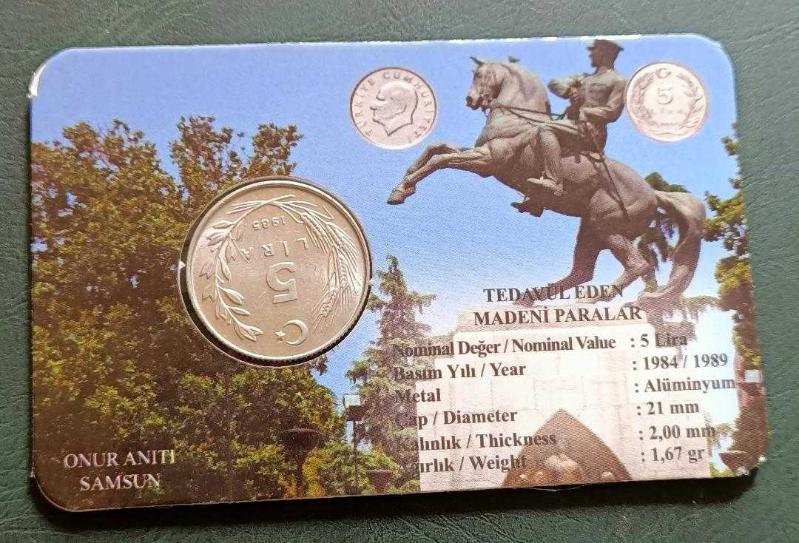 TÜRKİYE CUMHURİYETİ
5
LİRA
1985
LİRA
5
TEDAVÜL EDEN
MADENİ PARALAR
Nominal Değer / Nominal Value : 5 Lira
Basım Yılı / Year : 1984 / 1989
Metal : Alüminyum
Çap / Diameter : 21 mm
Kalınlık / Thickness : 2,00 mm
Ağırlık / Weight : 1,67 gr
ONUR ANITI
SAMSUN